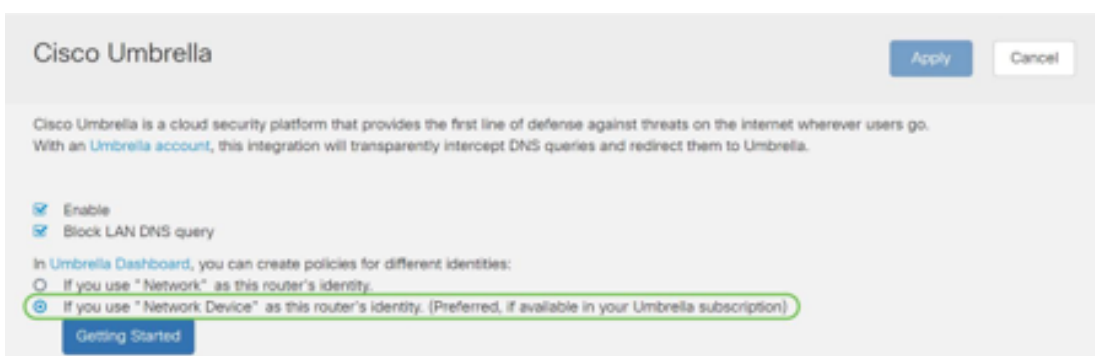 Cisco Umbrella
Apply
Cancel
Cisco Umbrella is a cloud security platform that provides the first line of defense against threats on the internet wherever users go.
With an Umbrella account, this integration will transparently intercept DNS queries and redirect them to Umbrella.
Enable
Block LAN DNS query
In Umbrella Dashboard, you can create policies for different identities:
If you use "Network" as this router's identity.
If you use "Network Device" as this router's identity. (Preferred, if available in your Umbrella subscription)
Getting Started